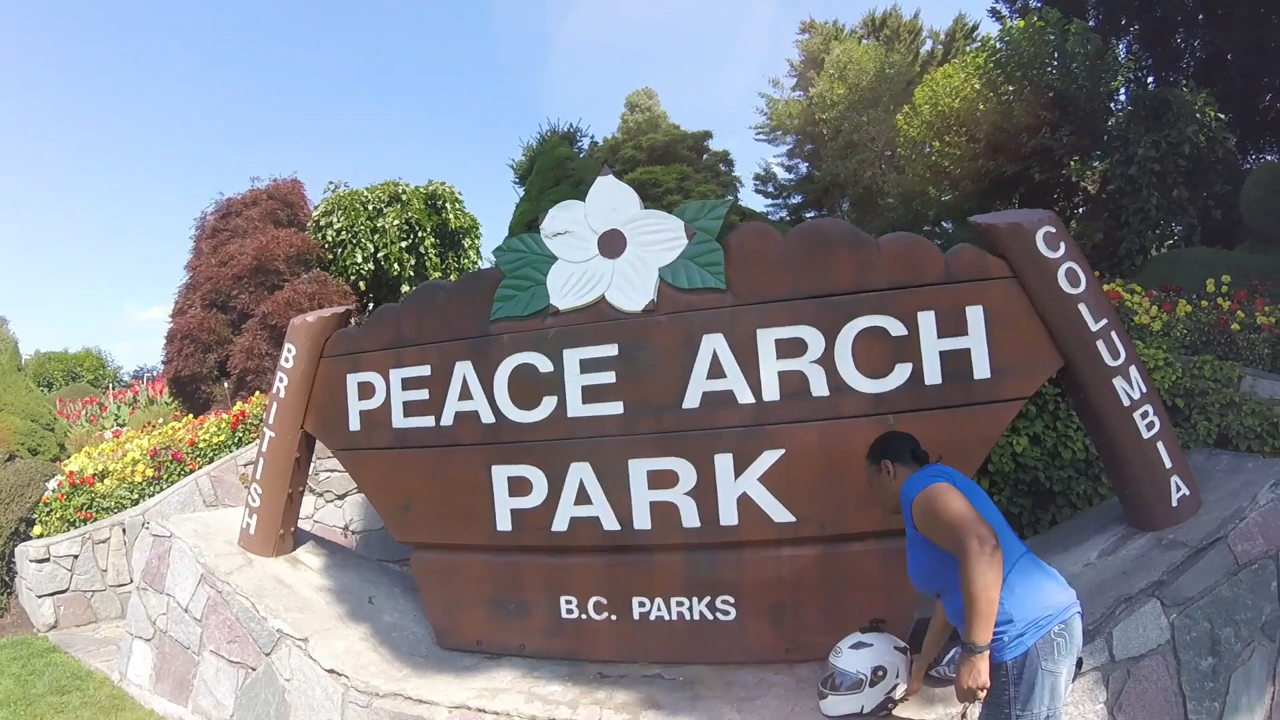 BRITISH
PEACE ARCH
PARK
B.C. PARKS
COLUMBIA